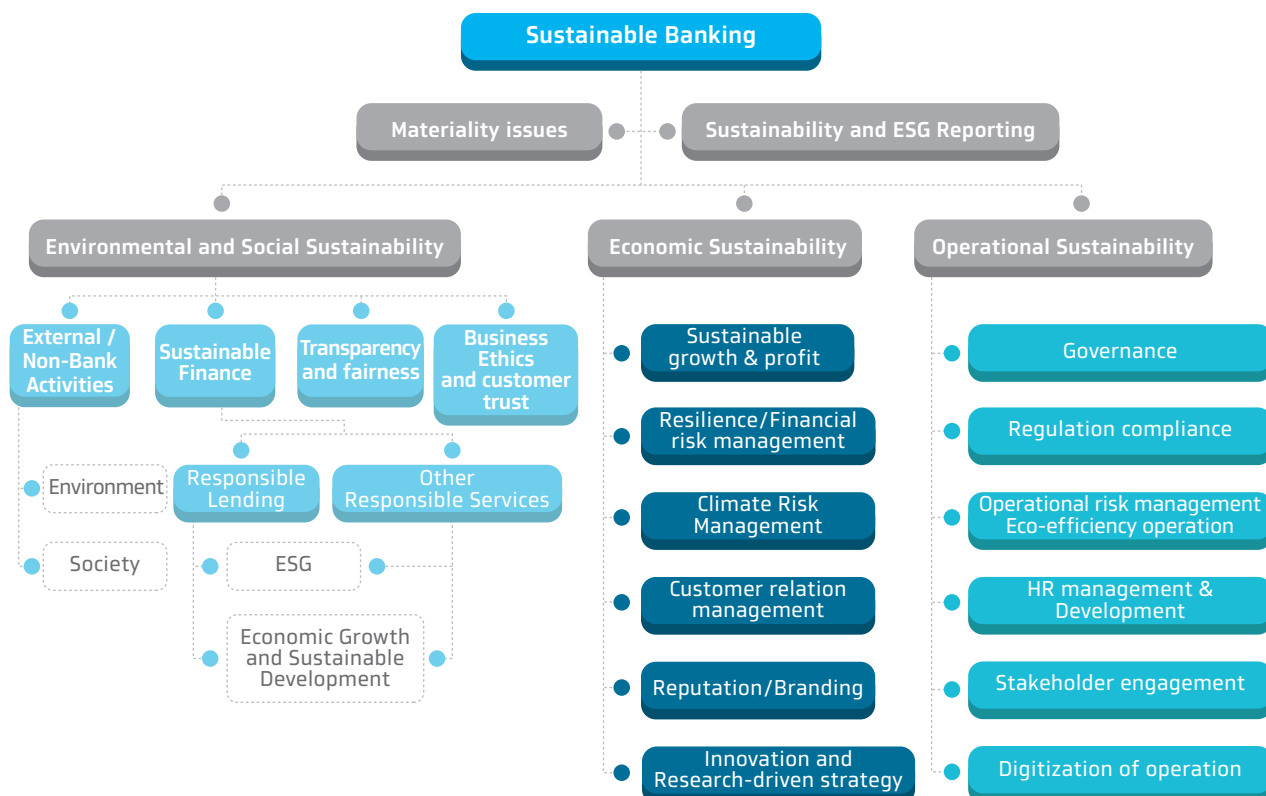 Sustainable Banking
Materiality issues
Sustainability and ESG Reporting
Environmental and Social Sustainability
Economic Sustainability
Operational Sustainability
External /
Non-Bank
Activities
Sustainable
Finance
Transparency
and fairness
Business
Ethics
and customer
trust
Environment
Society
Responsible
Lending
Other
Responsible Services
ESG
Economic Growth
and Sustainable
Development
Sustainable
growth & profit
Resilience/Financial
risk management
Climate Risk
Management
Customer relation
management
Reputation/Branding
Innovation and
Research-driven strategy
Governance
Regulation compliance
Operational risk management
Eco-efficiency operation
HR management &
Development
Stakeholder engagement
Digitization of operation